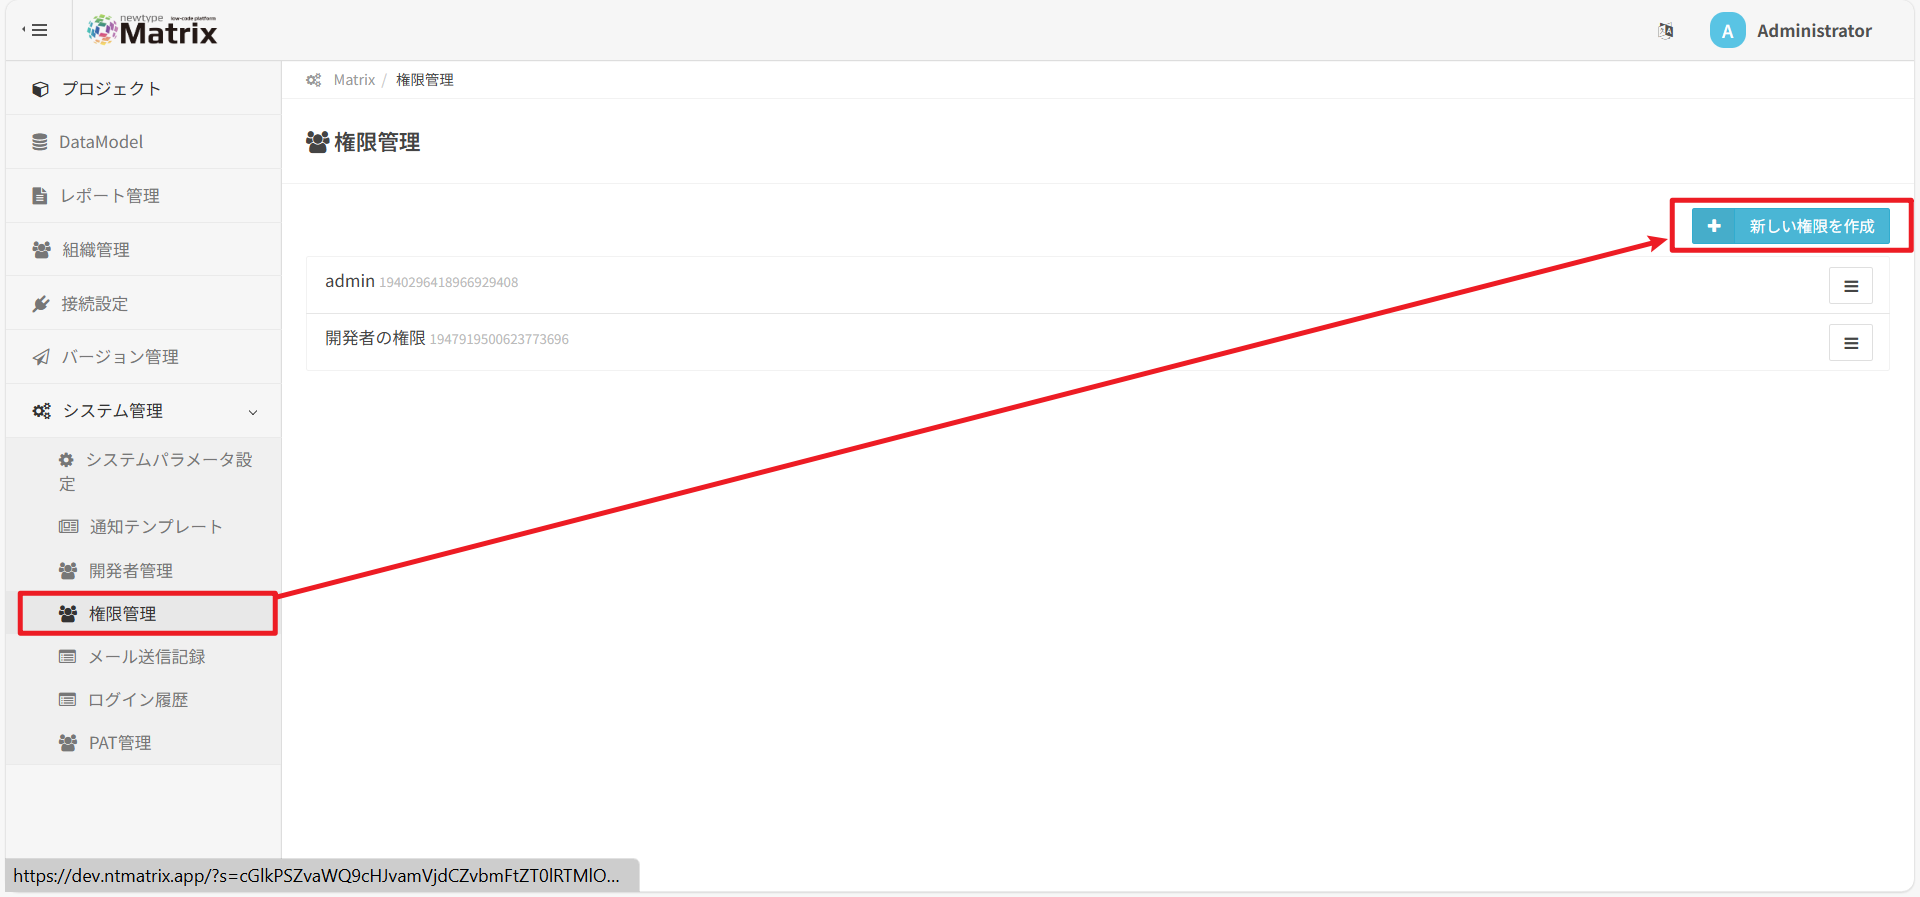 newtype low-code platform
Matrix
A Administrator
プロジェクト
DataModel
レポート管理
組織管理
接続設定
バージョン管理
システム管理
システムパラメータ設
定
通知テンプレート
開発者管理
権限管理
メール送信記録
ログイン履歴
PAT管理
Matrix / 権限管理
権限管理
新しい権限を作成
admin 1940296418966929408
開発者の権限 1947919500623773696
https://dev.ntmatrix.app/?s=cGlkPSZvaWQ9cHJvamVjdCZvbmFtZT0lRTMlO...